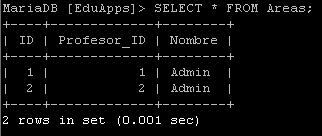 MariaDB [EduApps]> SELECT * FROM Areas;
+----+-------------+--------+
| ID | Profesor_ID | Nombre |
+----+-------------+--------+
|  1 |           1 | Admin  |
|  2 |           2 | Admin  |
+----+-------------+--------+
2 rows in set (0.001 sec)